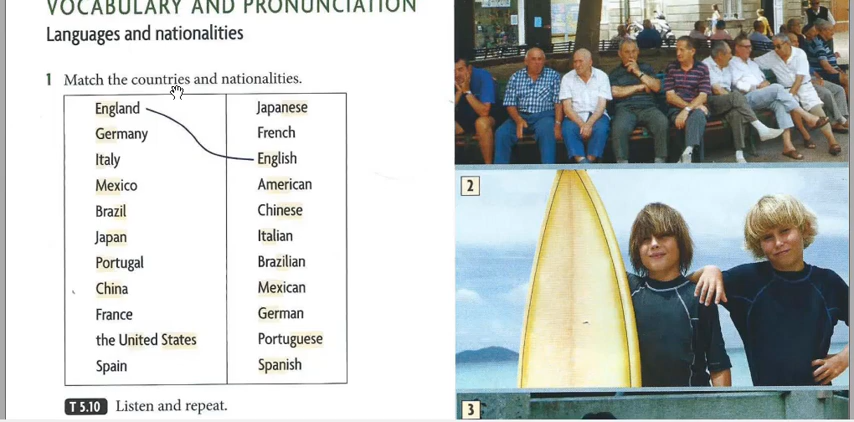 VOCABULARY AND PRONUNCIATION
Languages and nationalities
1 Match the countries and nationalities.
England
Germany
Italy
Mexico
Brazil
Japan
Portugal
China
France
the United States
Spain
Japanese
French
English
American
Chinese
Italian
Brazilian
Mexican
German
Portuguese
Spanish
T 5.10 Listen and repeat.
2
3